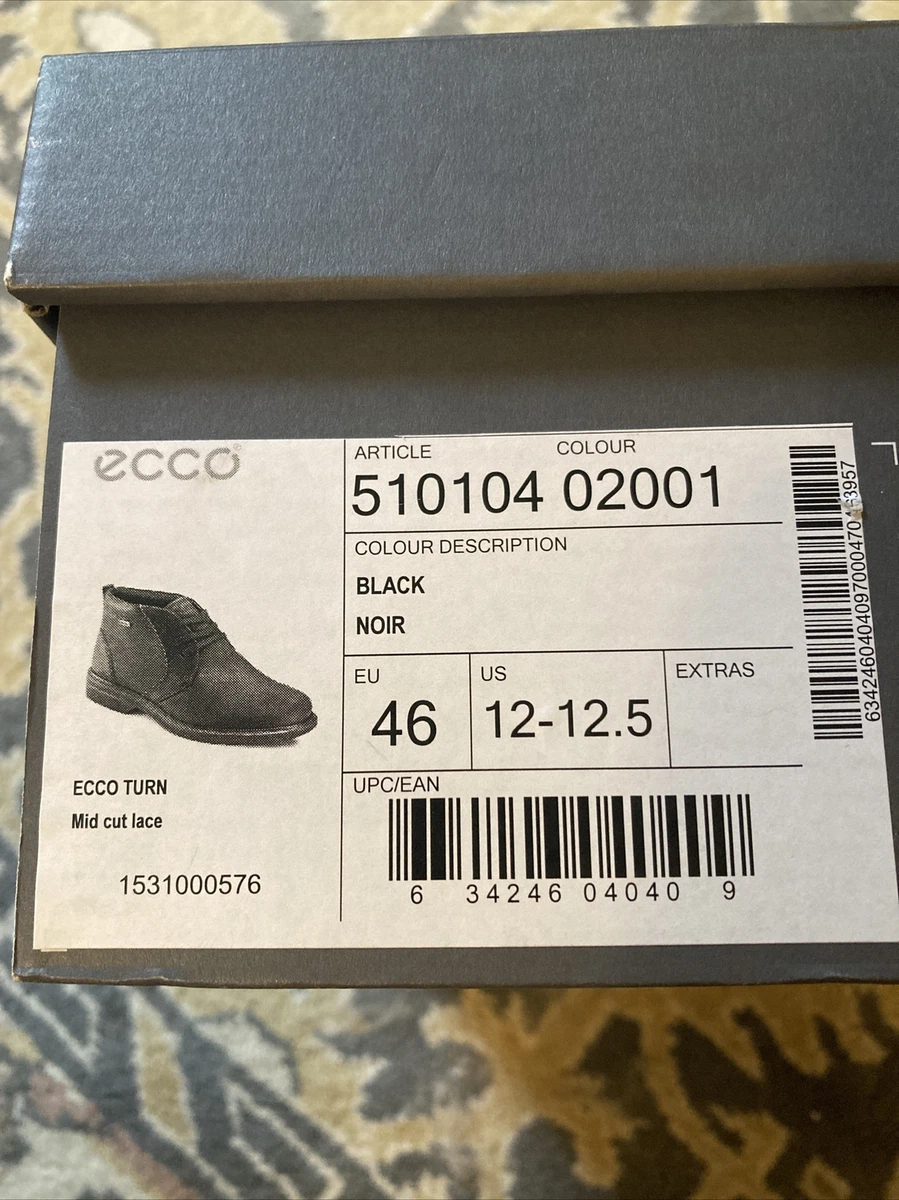 ecco®
ARTICLE COLOUR
510104 02001
COLOUR DESCRIPTION
BLACK
NOIR
EU
46
US
12-12.5
EXTRAS
ECCO TURN
Mid cut lace
1531000576
UPC/EAN
6 34246 04040 9